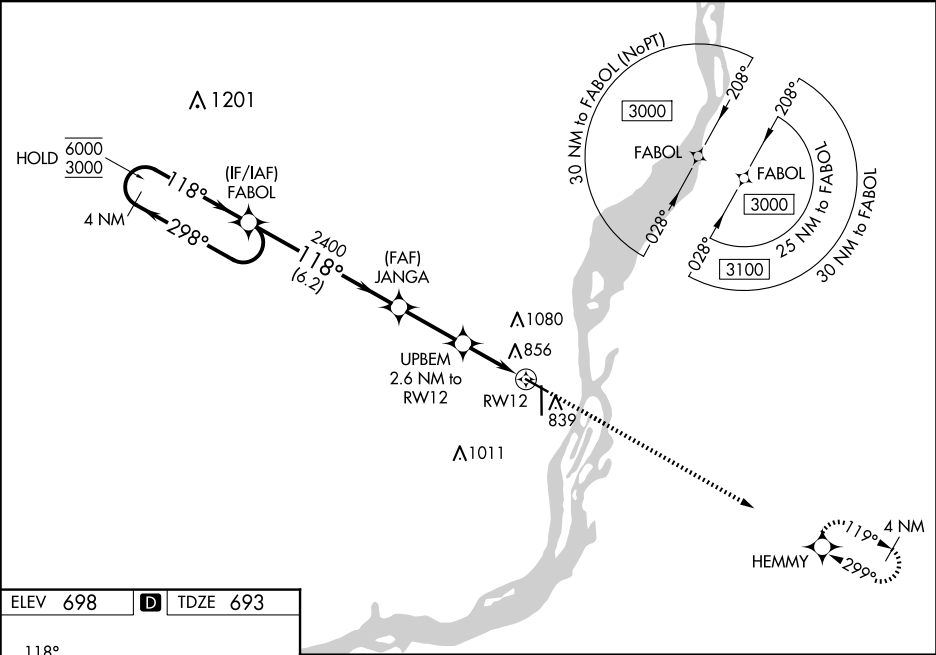 1201
HOLD
6000
3000
4 NM
118°
298°
(IF/IAF)
FABOL
2400
118°
(6.2)
(FAF)
JANGA
UPBEM
2.6 NM to
RW12
1080
856
RW12
839
1011
30 NM to FABOL (NoPT)
3000
208°
FABOL
028°
208°
FABOL
3000
25 NM to FABOL
028°
3100
30 NM to FABOL
HEMMY
119°
4 NM
299°
ELEV 698 D TDZE 693
118°